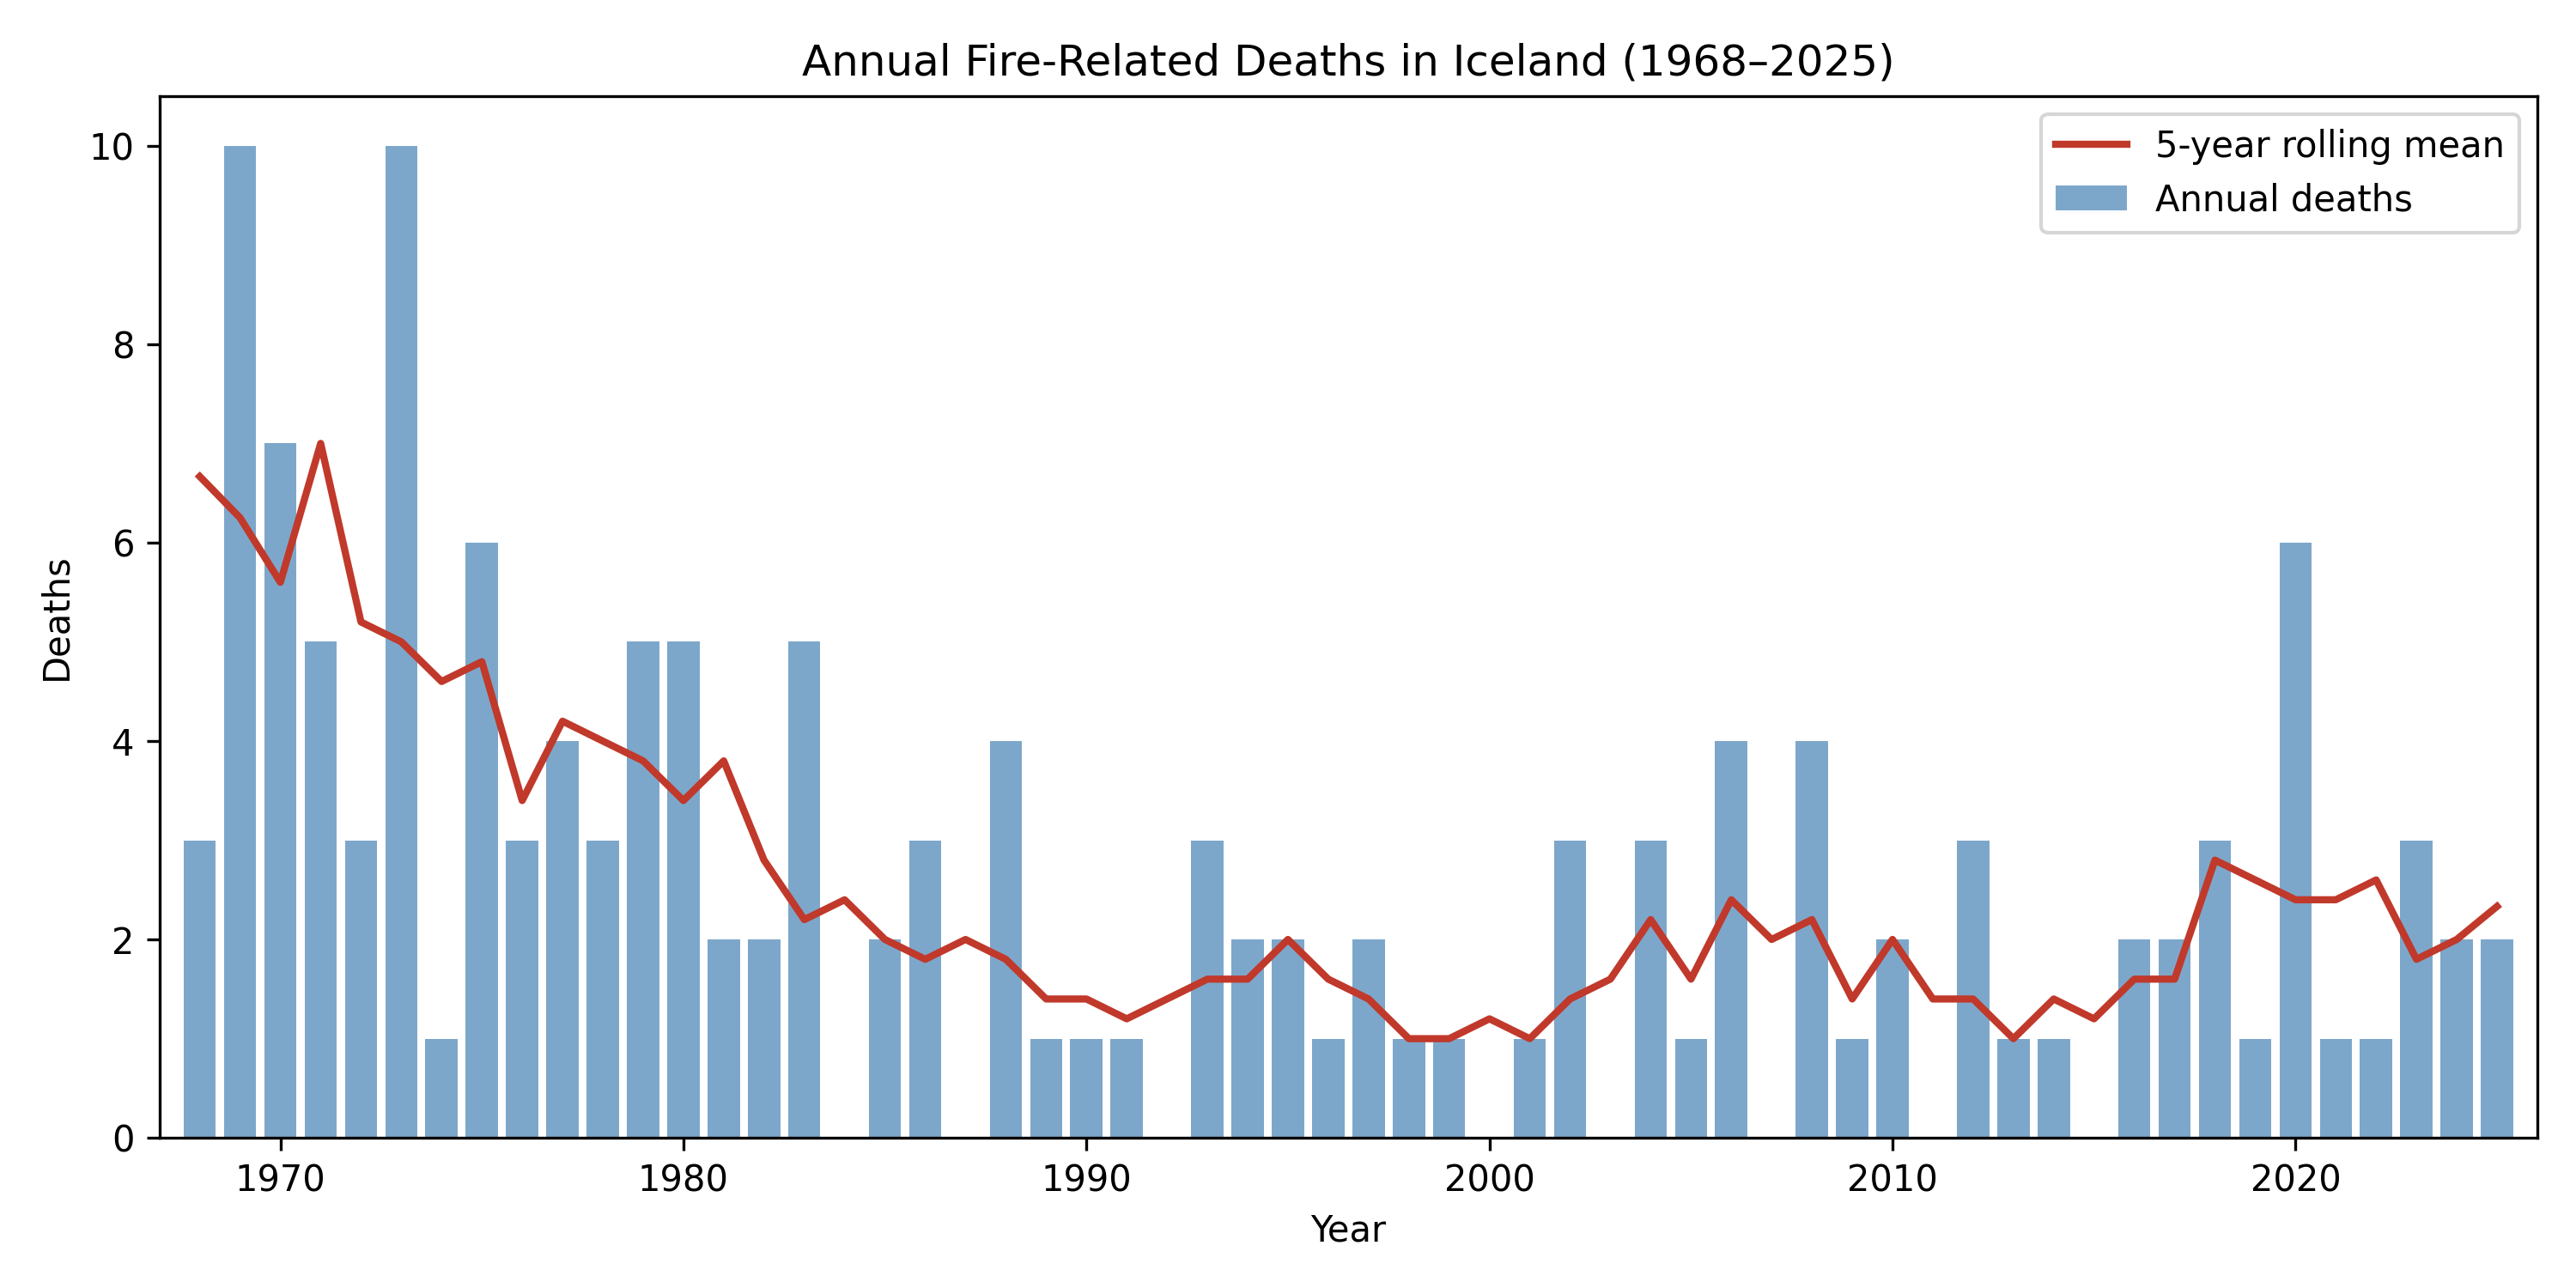 Annual Fire-Related Deaths in Iceland (1968–2025)
5-year rolling mean
Annual deaths
Deaths
10
8
6
4
2
0
1970 1980 1990 2000 2010 2020
Year